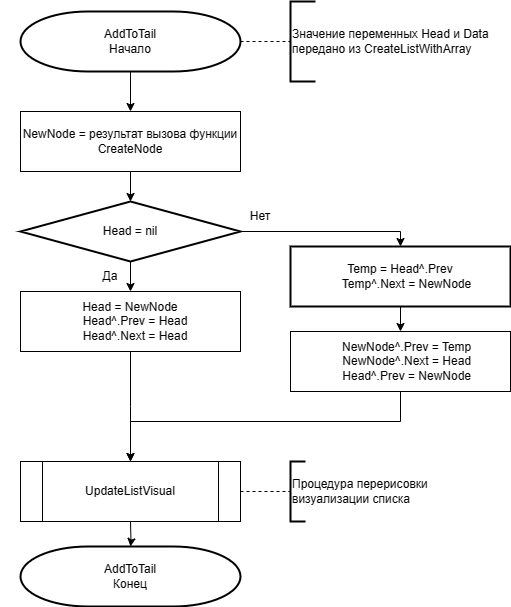 AddToTail
Начало
Значение переменных Head и Data
передано из CreateListWithArray
NewNode = результат вызова функции
CreateNode
Head = nil
Нет
Да
Temp = Head^.Prev
Temp^.Next = NewNode
Head = NewNode
Head^.Prev = Head
Head^.Next = Head
NewNode^.Prev = Temp
NewNode^.Next = Head
Head^.Prev = NewNode
UpdateListVisual
Процедура перерисовки
визуализации списка
AddToTail
Конец